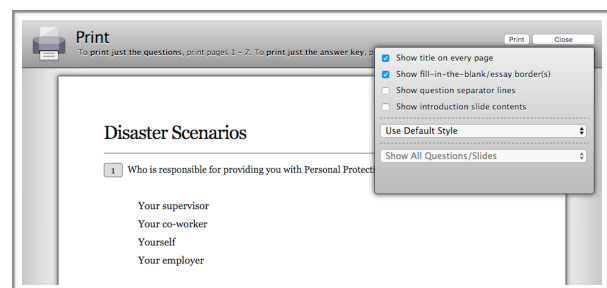 Print
Print Close
To print just the questions, print pages 1 – 7. To print just the answer key, p
Show title on every page
Show fill-in-the-blank/essay border(s)
Show question separator lines
Show introduction slide contents
Use Default Style
Show All Questions/Slides
Disaster Scenarios
1 Who is responsible for providing you with Personal Protecti
Your supervisor
Your co-worker
Yourself
Your employer